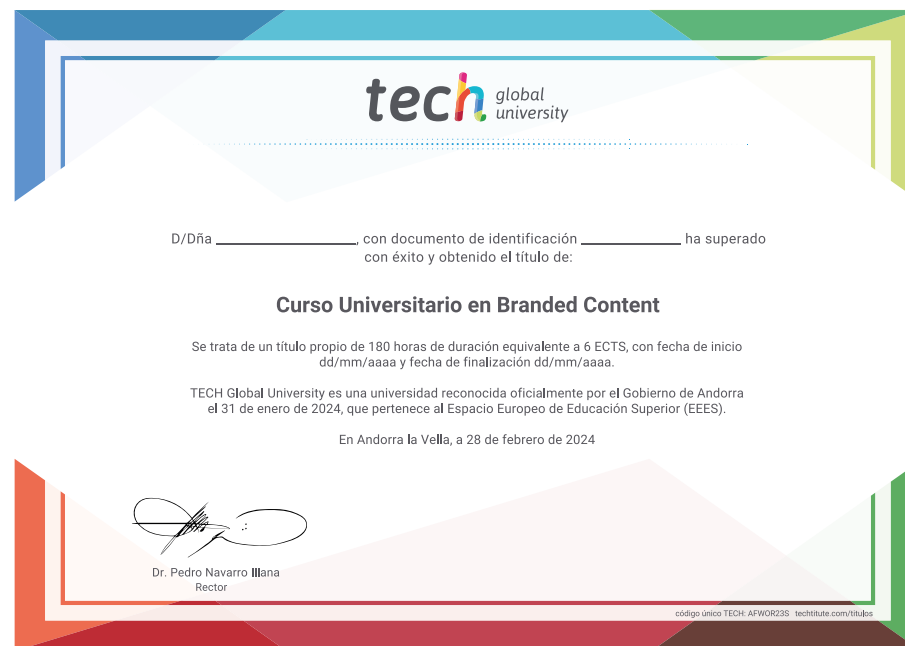 tech global university
D/Dña ____________, con documento de identificación ____________ ha superado
con éxito y obtenido el título de:
Curso Universitario en Branded Content
Se trata de un título propio de 180 horas de duración equivalente a 6 ECTS, con fecha de inicio
dd/mm/aaaa y fecha de finalización dd/mm/aaaa.
TECH Global University es una universidad reconocida oficialmente por el Gobierno de Andorra
el 31 de enero de 2024, que pertenece al Espacio Europeo de Educación Superior (EEES).
En Andorra la Vella, a 28 de febrero de 2024
Dr. Pedro Navarro Illana
Rector
código único TECH: AFWOR23S techtitute.com/titulos